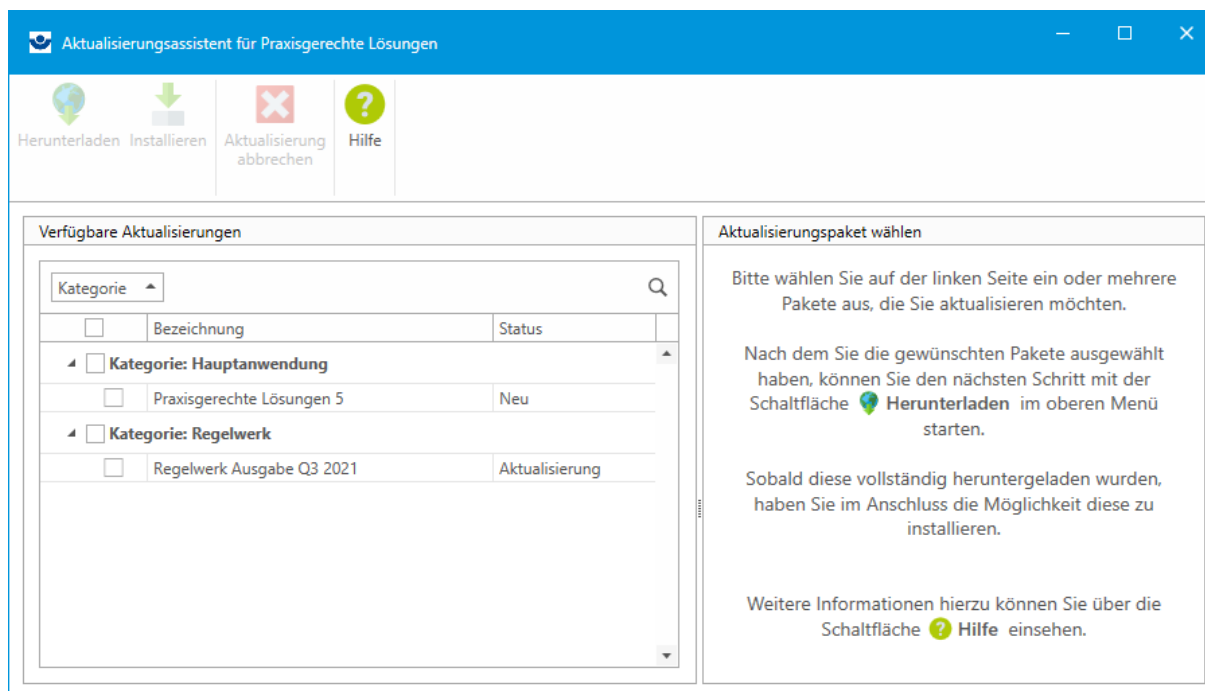 Aktualisierungsassistent für Praxisgerechte Lösungen
Herunterladen Installieren Aktualisierung abbrechen Hilfe
Verfügbare Aktualisierungen
Kategorie
Bezeichnung Status
Kategorie: Hauptanwendung
Praxisgerechte Lösungen 5 Neu
Kategorie: Regelwerk
Regelwerk Ausgabe Q3 2021 Aktualisierung
Aktualisierungspaket wählen
Bitte wählen Sie auf der linken Seite ein oder mehrere
Pakete aus, die Sie aktualisieren möchten.
Nach dem Sie die gewünschten Pakete ausgewählt
haben, können Sie den nächsten Schritt mit der
Schaltfläche Herunterladen im oberen Menü
starten.
Sobald diese vollständig heruntergeladen wurden,
haben Sie im Anschluss die Möglichkeit diese zu
installieren.
Weitere Informationen hierzu können Sie über die
Schaltfläche ? Hilfe einsehen.